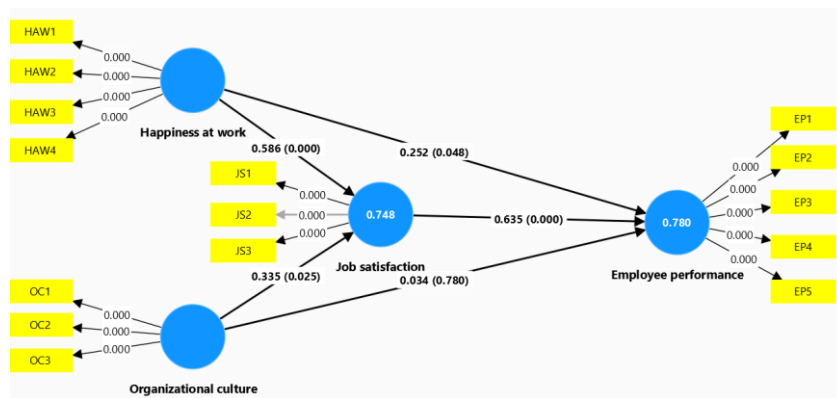 HAW1
HAW2
HAW3
HAW4
0.000
0.000
0.000
0.000
Happiness at work
0.586 (0.000)
0.252 (0.048)
JS1
JS2
JS3
0.000
0.000
0.000
0.748
Job satisfaction
0.635 (0.000)
0.335 (0.025)
0.034 (0.780)
OC1
OC2
OC3
0.000
0.000
0.000
Organizational culture
0.780
Employee performance
0.000
0.000
0.000
0.000
0.000
EP1
EP2
EP3
EP4
EP5